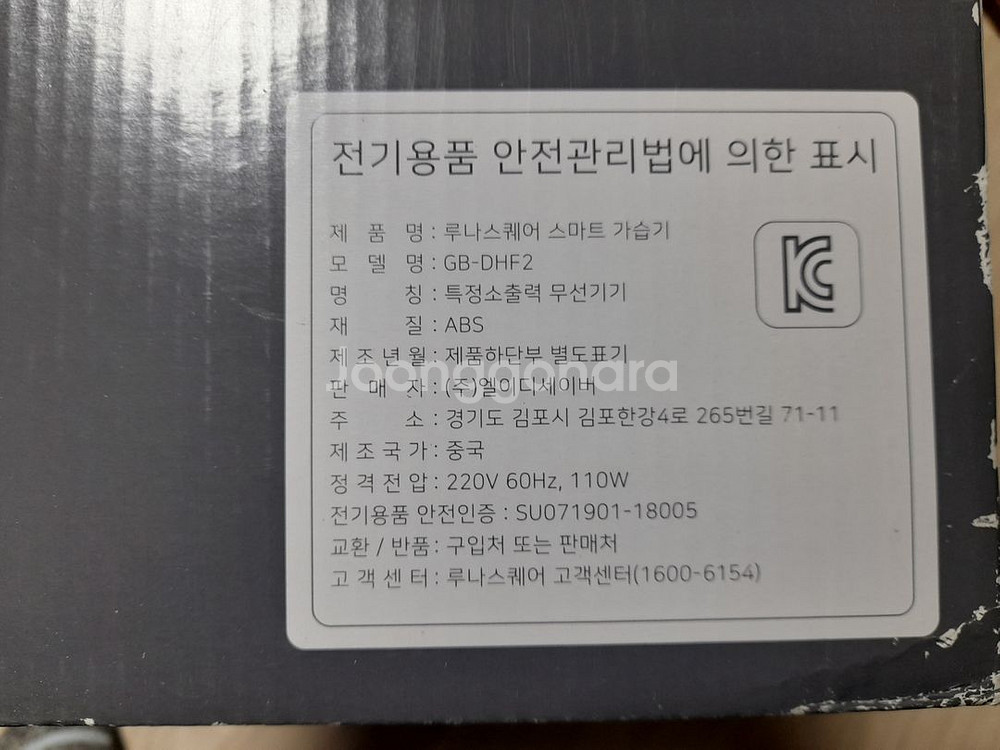 전기용품 안전관리법에 의한 표시
제 품 명 : 루나스퀘어 스마트 가습기
모 델 명 : GB-DHF2
명 칭 : 특정소출력 무선기기
재 질 : ABS
제조년월 : 제품하단부 별도표기
판 매 자 : (주)엘이디세이버
주 소 : 경기도 김포시 김포한강4로 265번길 71-11
제조국가 : 중국
정격전압 : 220V 60Hz, 110W
전기용품 안전인증 : SU071901-18005
교환 / 반품 : 구입처 또는 판매처
고객센터 : 루나스퀘어 고객센터(1600-6154)
KC
Joonggonara